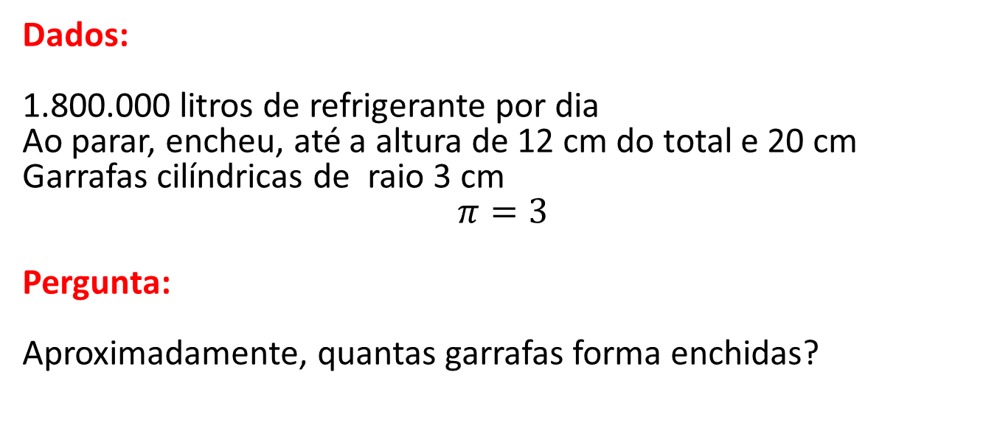 Dados:
1.800.000 litros de refrigerante por dia
Ao parar, encheu, até a altura de 12 cm do total e 20 cm
Garrafas cilíndricas de  raio 3 cm
π = 3
Pergunta:
Aproximadamente, quantas garrafas forma enchidas?